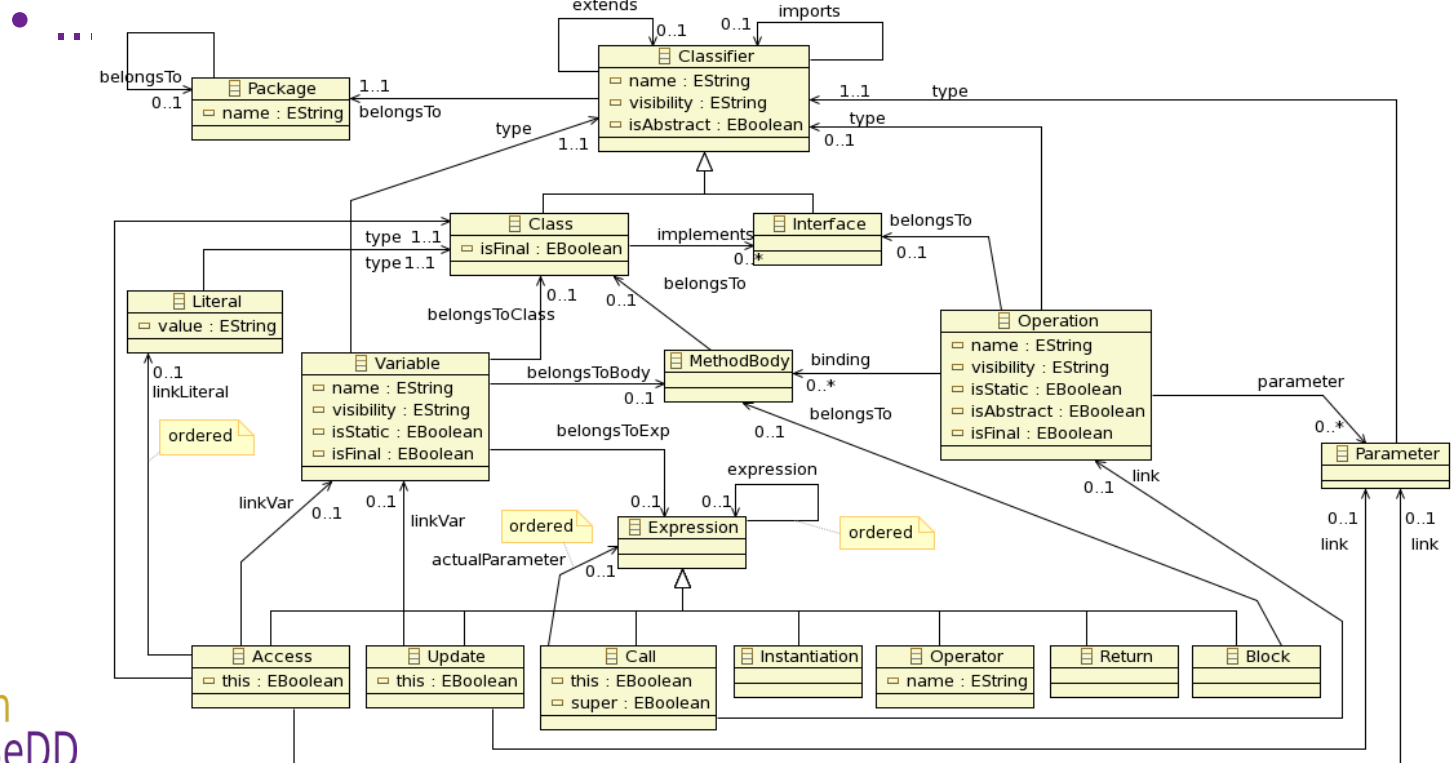 extends
0..1
imports
0..1
Classifier
name : EString
visibility : EString
isAbstract : EBoolean
belongsTo
0..1
Package
name : EString
1..1
belongsTo
type
1..1
1..1
type
type
0..1
Class
isFinal : EBoolean
implements
0..*
Interface
belongsTo
0..1
type 1..1
type 1..1
Literal
value : EString
0..1
linkLiteral
ordered
0..1
belongsToClass
0..1
belongsTo
Variable
name : EString
visibility : EString
isStatic : EBoolean
isFinal : EBoolean
belongsToBody
0..1
MethodBody
binding
0..*
belongsTo
0..1
Operation
name : EString
visibility : EString
isStatic : EBoolean
isAbstract : EBoolean
isFinal : EBoolean
parameter
0..*
Parameter
belongsToExp
0..1
expression
0..1
Expression
ordered
ordered
actualParameter
0..1
linkVar
0..1
0..1
linkVar
link
0..1
0..1
link
0..1
link
Access
this : EBoolean
Update
this : EBoolean
Call
this : EBoolean
super : EBoolean
Instantiation
Operator
name : EString
Return
Block
eDD